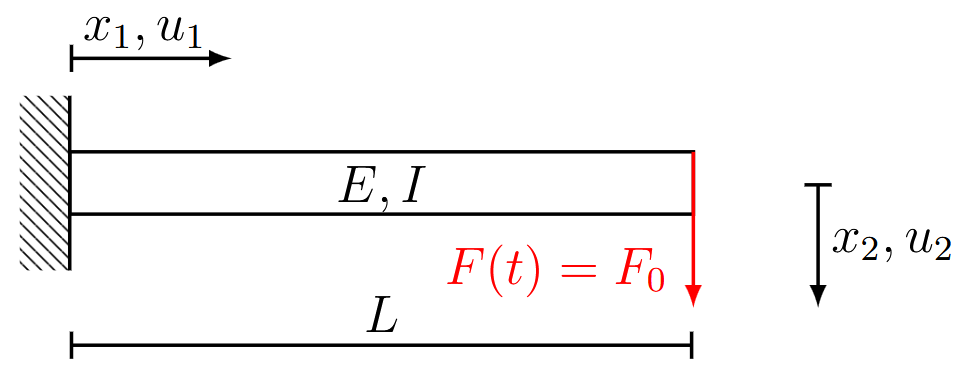 x₁, u₁
E, I
x₂, u₂
F(t) = F₀
L